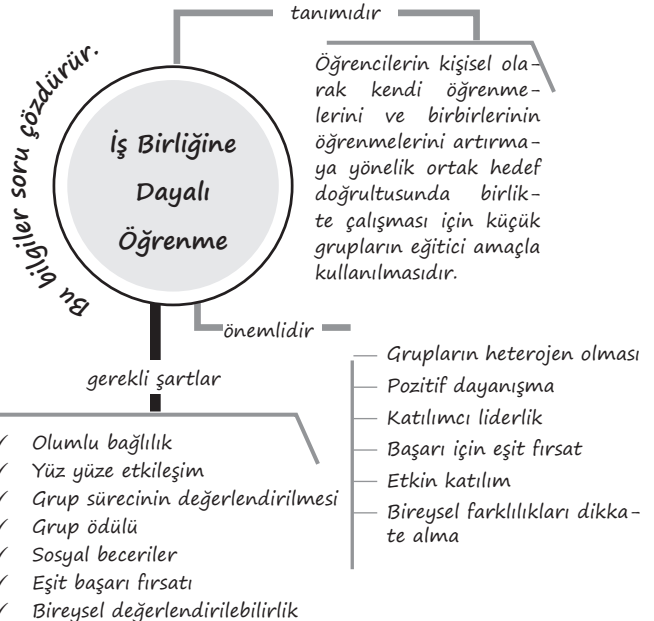 tanımıdır
Bu bilgiler soru çözdürür.
İş Birliğine
Dayalı
Öğrenme
Öğrencilerin kişisel ola-
rak kendi öğrenme-
lerini ve birbirlerinin
öğrenmelerini artırma-
ya yönelik ortak hedef
doğrultusunda birlik-
te çalışması için küçük
grupların eğitici amaçla
kullanılmasıdır.
önemlidir
Grupların heterojen olması
Pozitif dayanışma
Katılımcı liderlik
Başarı için eşit fırsat
Etkin katılım
Bireysel farklılıkları dikka-
te alma
gerekli şartlar
✓ Olumlu bağlılık
✓ Yüz yüze etkileşim
✓ Grup sürecinin değerlendirilmesi
✓ Grup ödülü
✓ Sosyal beceriler
✓ Eşit başarı fırsatı
✓ Bireysel değerlendirilebilirlik